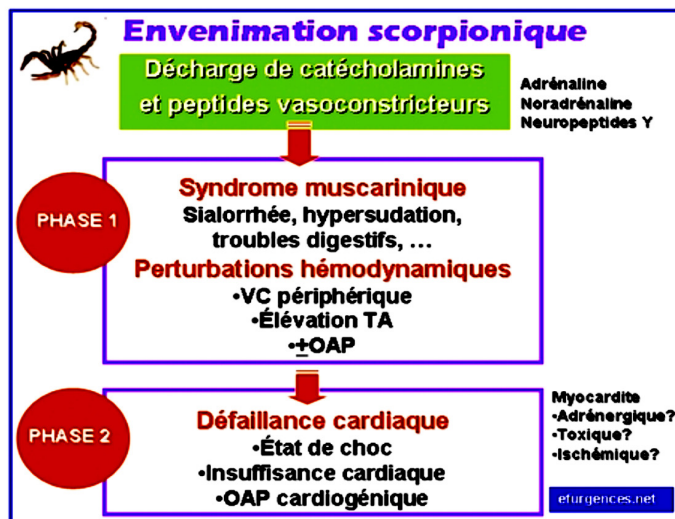 Envenimation scorpionique
Décharge de catécholamines
et peptides vasoconstricteurs
Adrénaline
Noradrénaline
Neuropeptides Y
PHASE 1
Syndrome muscarinique
Sialorrhée, hypersudation,
troubles digestifs, ...
Perturbations hémodynamiques
•VC périphérique
•Élévation TA
•±OAP
PHASE 2
Défaillance cardiaque
•État de choc
•Insuffisance cardiaque
•OAP cardiogénique
Myocardite
•Adrénergique?
•Toxique?
•Ischémique?
efurgences.net